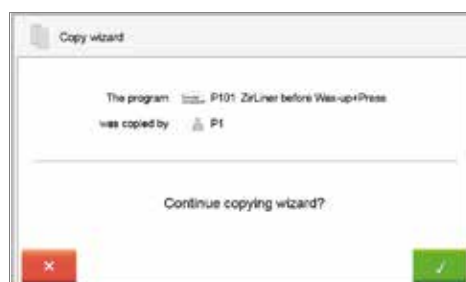 Copy wizard
The program P101 ZirLiner before Wax-up+Press
was copied by P1
Continue copying wizard?